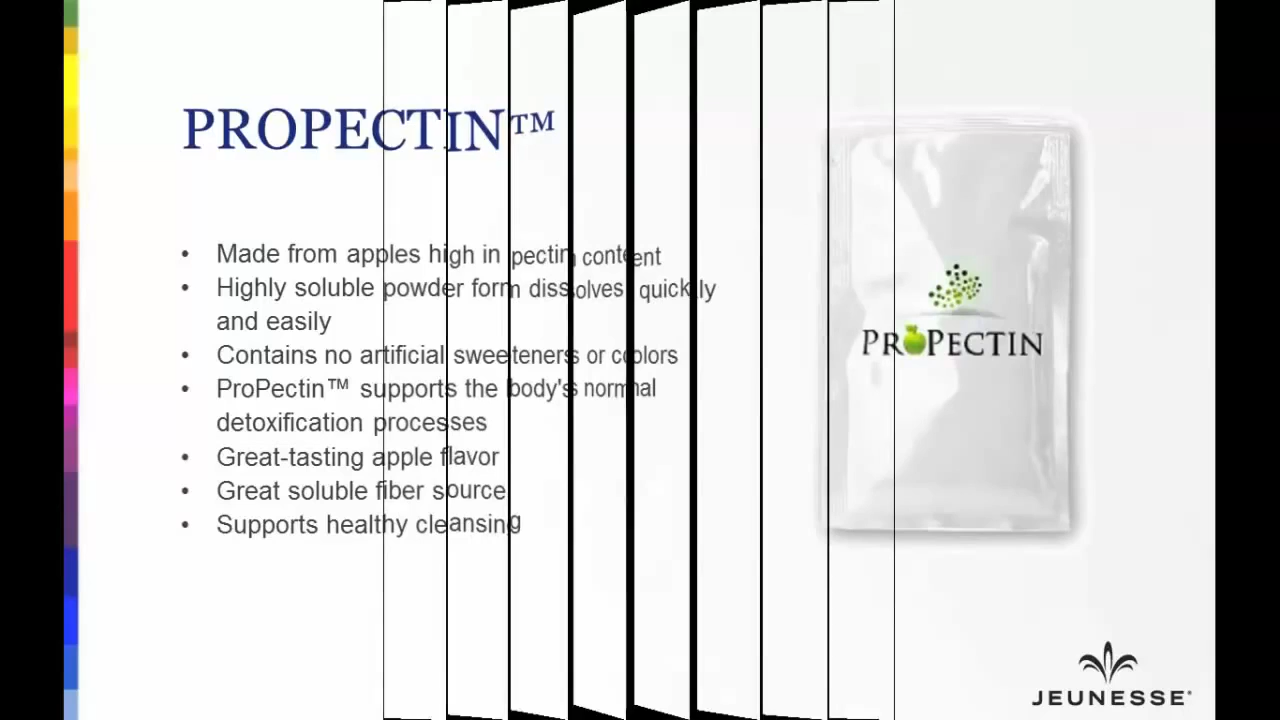 PROPECTIN™
• Made from apples high in pectin content
• Highly soluble powder form dissolves quickly
and easily
• Contains no artificial sweeteners or colors
• ProPectin™ supports the body's normal
detoxification processes
• Great-tasting apple flavor
• Great soluble fiber source
• Supports healthy cleansing
PROPECTIN
JEUNESSE®